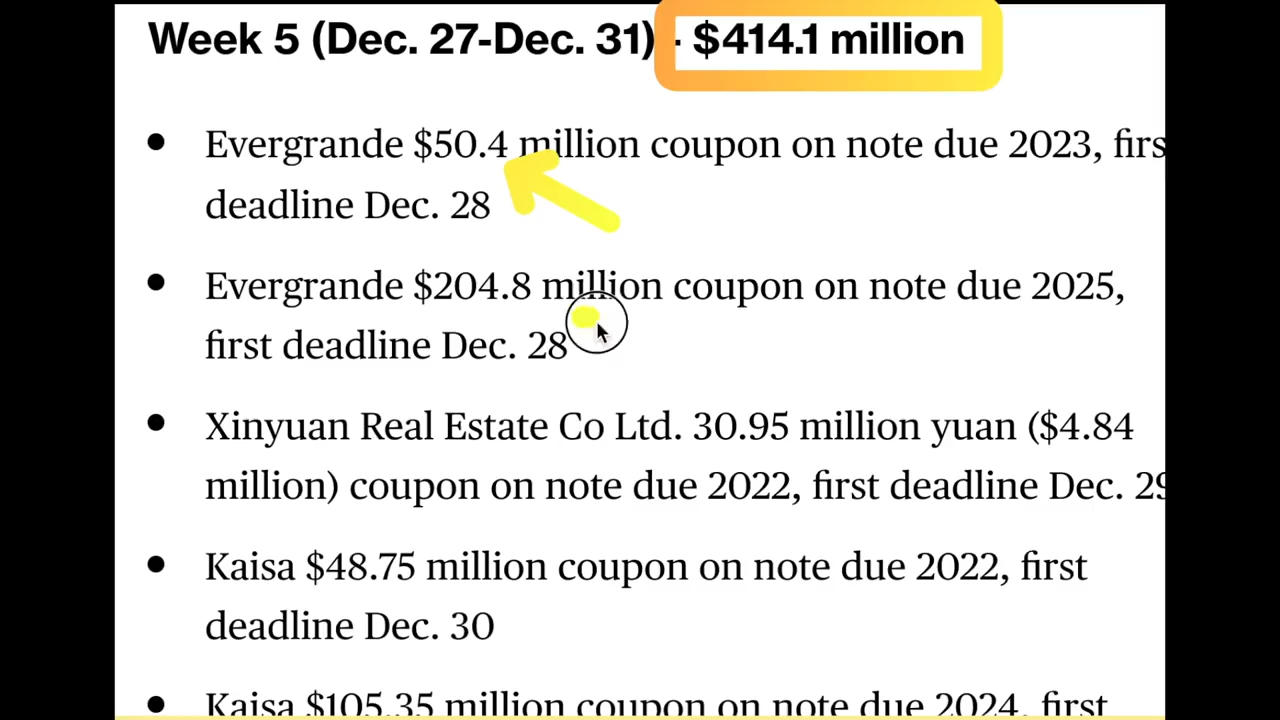 Week 5 (Dec. 27-Dec. 31) - $414.1 million
• Evergrande $50.4 million coupon on note due 2023, firs
deadline Dec. 28
• Evergrande $204.8 million coupon on note due 2025,
first deadline Dec. 28
• Xinyuan Real Estate Co Ltd. 30.95 million yuan ($4.84
million) coupon on note due 2022, first deadline Dec. 29
• Kaisa $48.75 million coupon on note due 2022, first
deadline Dec. 30
• Kaisa $105.35 million coupon on note due 2024, first